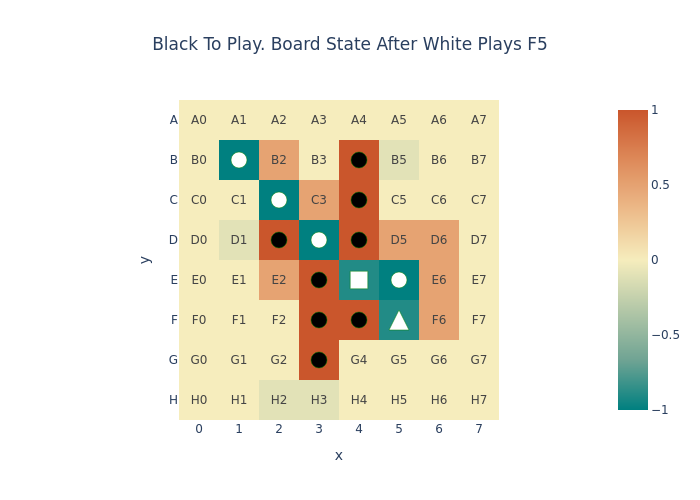 Black To Play. Board State After White Plays F5
A A0 A1 A2 A3 A4 A5 A6 A7
B B0 B2 B3 B5 B6 B7
C C0 C1 C3 C5 C6 C7
D D0 D1 D5 D6 D7
E E0 E1 E2 E6 E7
F F0 F1 F2 F6 F7
G G0 G1 G2 G4 G5 G6 G7
H H0 H1 H2 H3 H4 H5 H6 H7
0 1 2 3 4 5 6 7
x
y
1
0.5
0
−0.5
−1